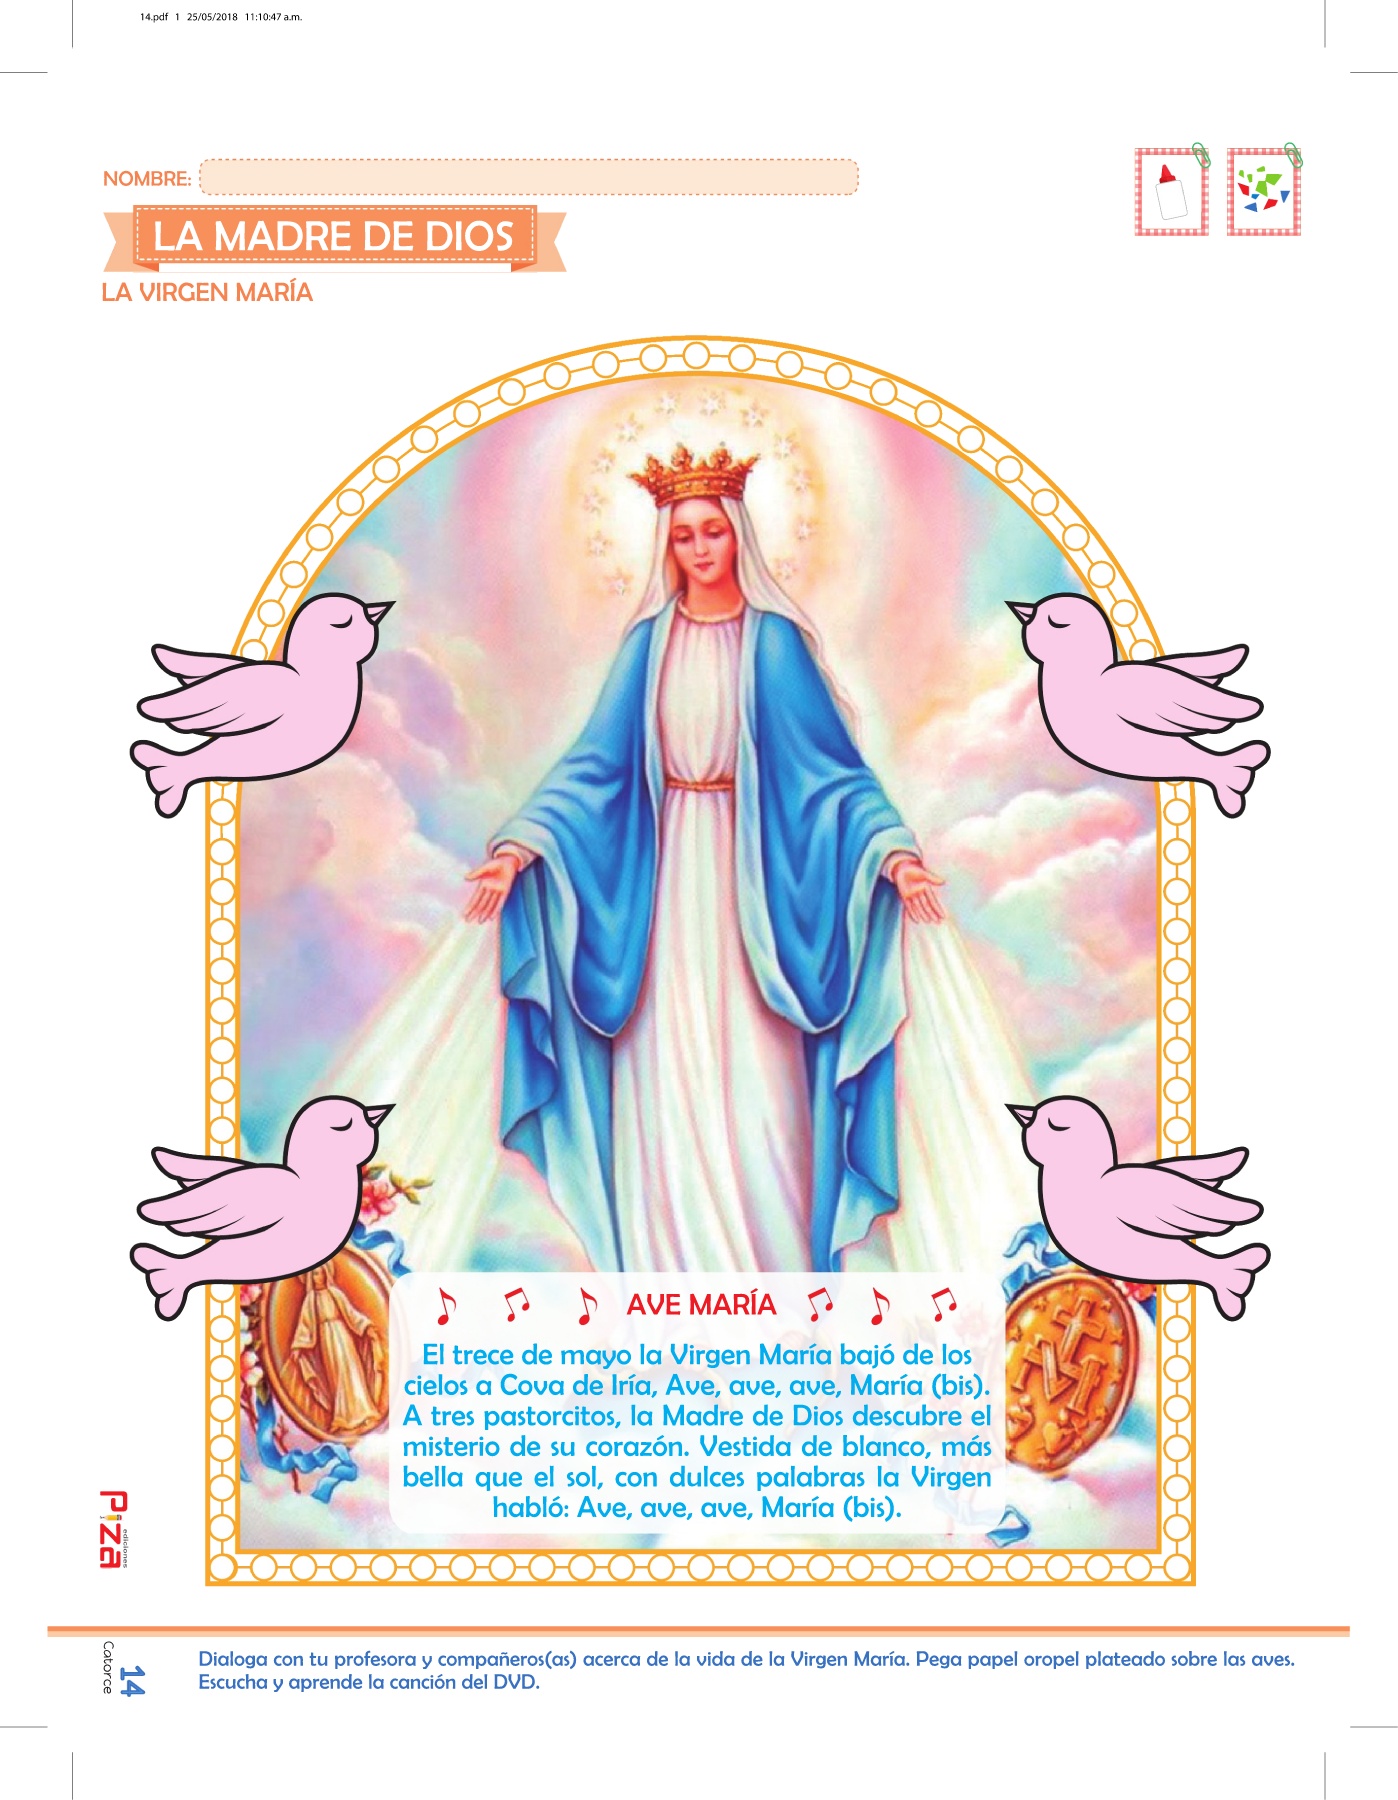 14.pdf 1 25/05/2018 11:10:47 a.m.
NOMBRE:
LA MADRE DE DIOS
LA VIRGEN MARÍA
AVE MARÍA
El trece de mayo la Virgen María bajó de los
cielos a Cova de Iría, Ave, ave, ave, María (bis).
A tres pastorcitos, la Madre de Dios descubre el
misterio de su corazón. Vestida de blanco, más
bella que el sol, con dulces palabras la Virgen
habló: Ave, ave, ave, María (bis).
Piza
ediciones
14
Catorce
Dialoga con tu profesora y compañeros(as) acerca de la vida de la Virgen María. Pega papel oropel plateado sobre las aves.
Escucha y aprende la canción del DVD.